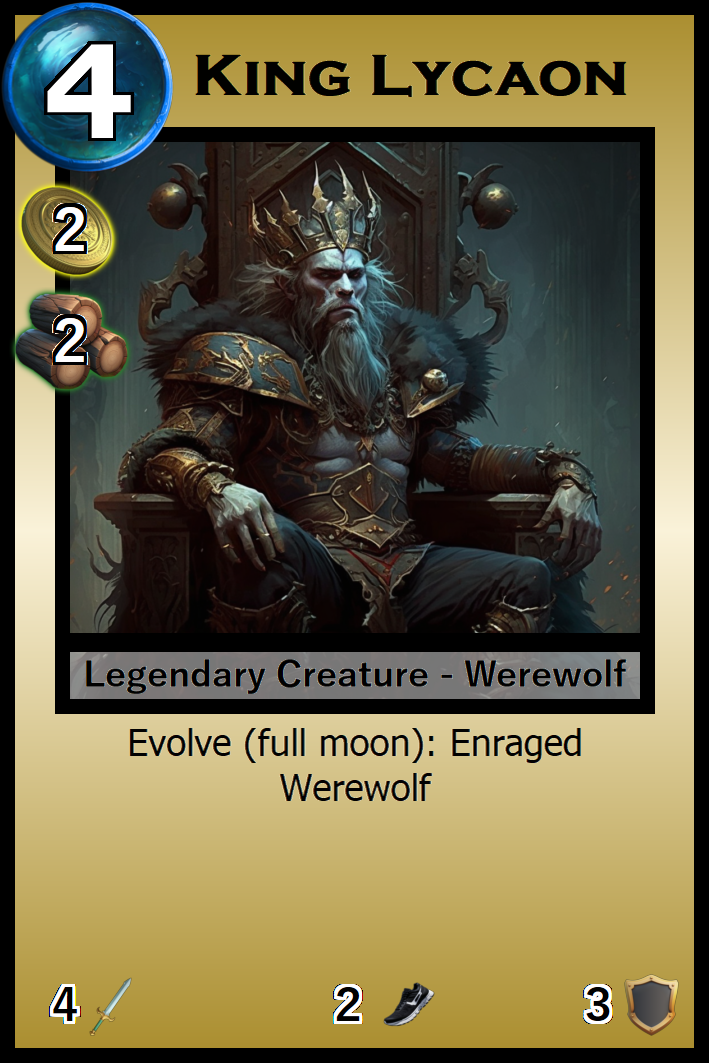 4
King Lycaon
2
2
Legendary Creature - Werewolf
Evolve (full moon): Enraged
Werewolf
4 2 3